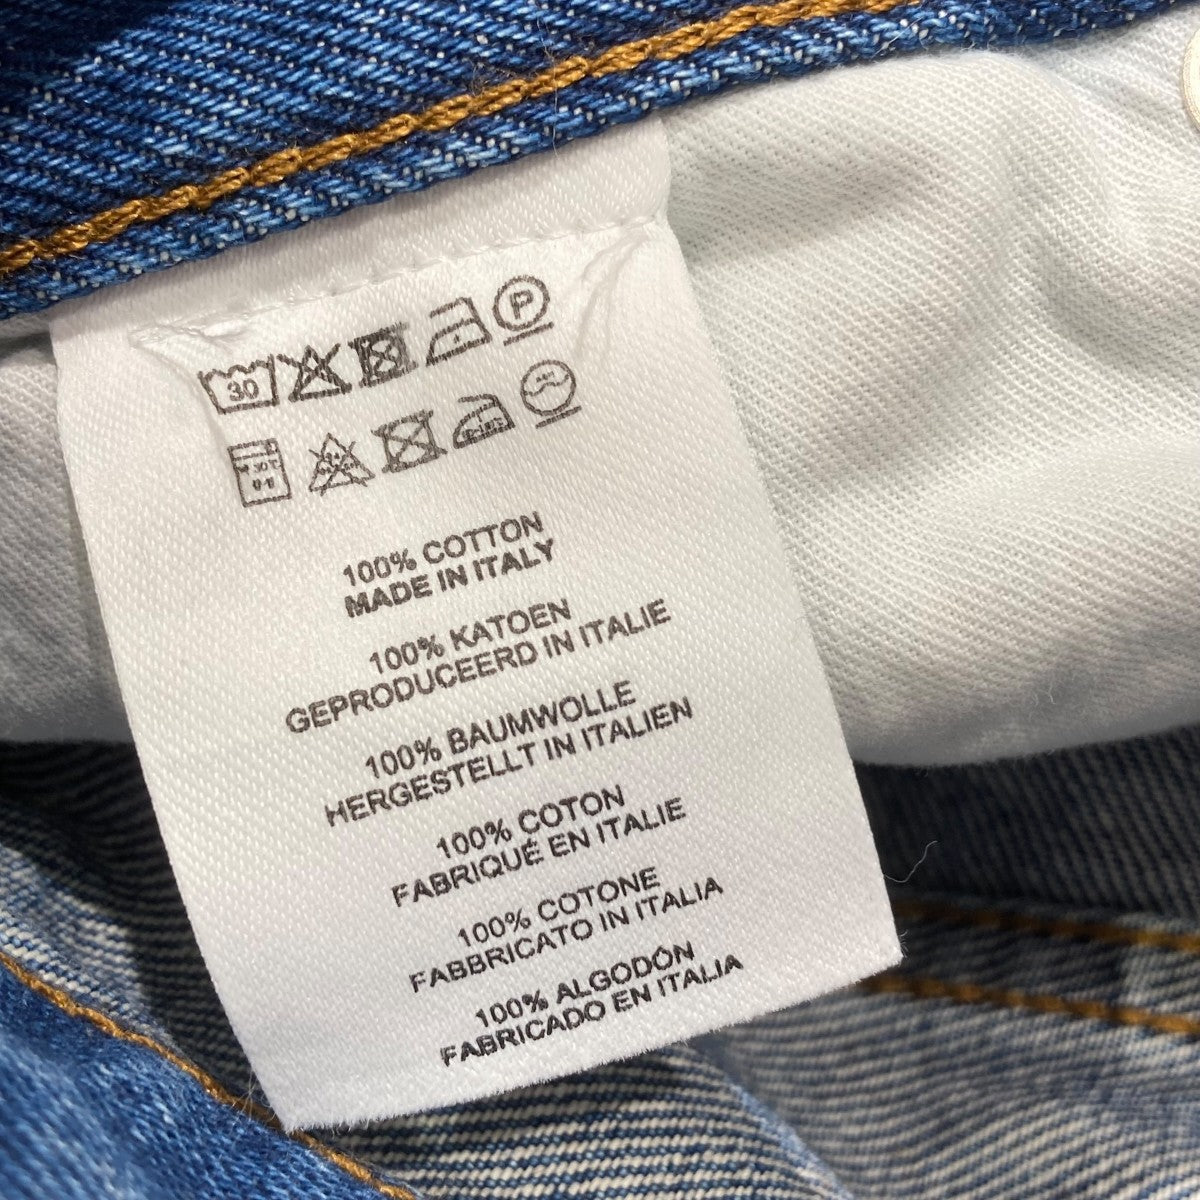 30
P
100% COTTON
MADE IN ITALY
100% KATOEN
GEPRODUCEERD IN ITALIE
100% BAUMWOLLE
HERGESTELLT IN ITALIEN
100% COTON
FABRIQUÉ EN ITALIE
100% COTONE
FABBRICATO IN ITALIA
100% ALGODÓN
FABRICADO EN ITALIA